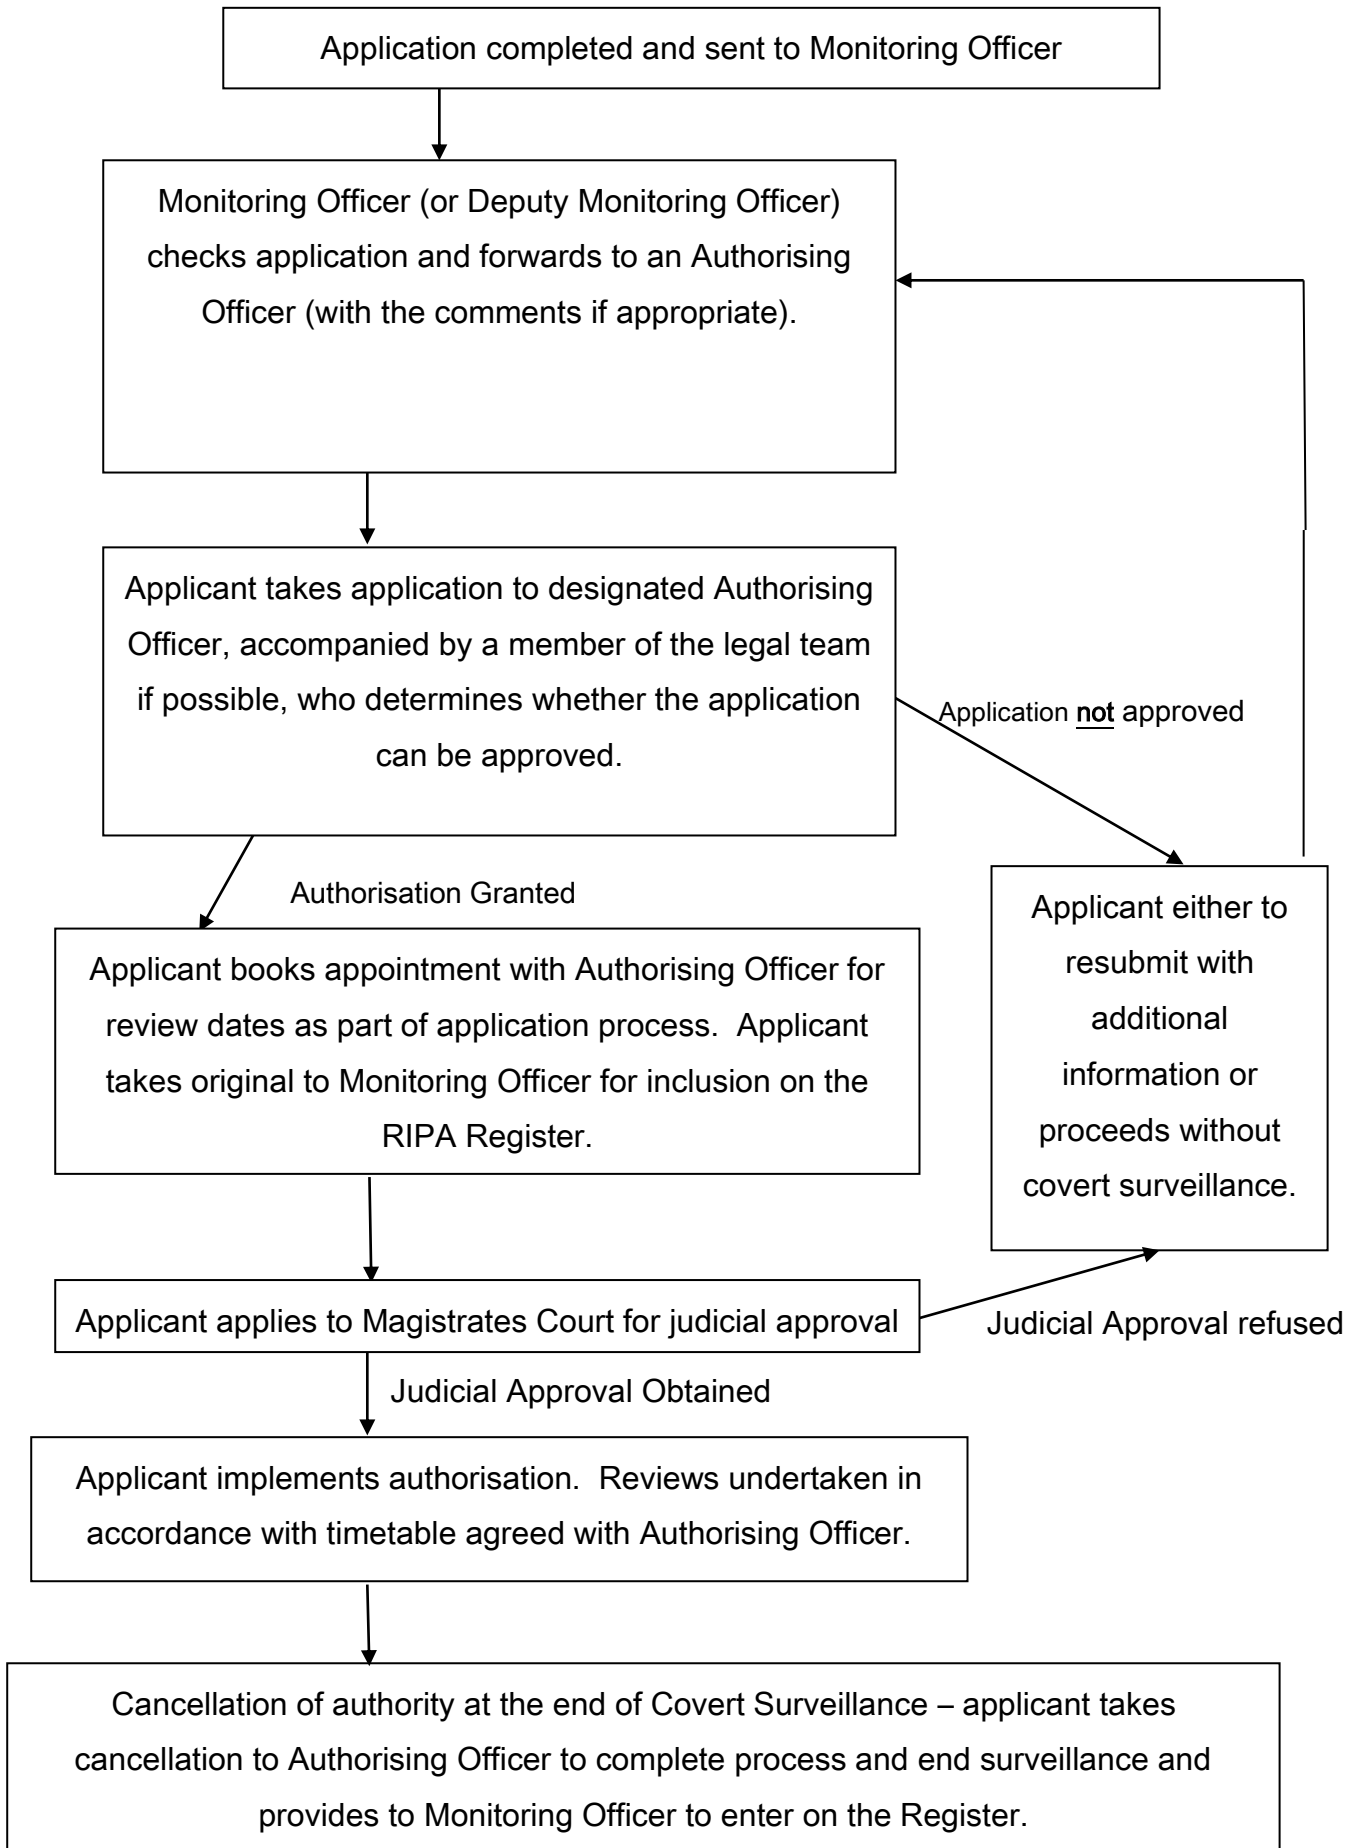 Application completed and sent to Monitoring Officer
Monitoring Officer (or Deputy Monitoring Officer)
checks application and forwards to an Authorising
Officer (with the comments if appropriate).
Applicant takes application to designated Authorising
Officer, accompanied by a member of the legal team
if possible, who determines whether the application
can be approved.
Application not approved
Authorisation Granted
Applicant either to
resubmit with
additional
information or
proceeds without
covert surveillance.
Applicant books appointment with Authorising Officer for
review dates as part of application process.  Applicant
takes original to Monitoring Officer for inclusion on the
RIPA Register.
Applicant applies to Magistrates Court for judicial approval
Judicial Approval refused
Judicial Approval Obtained
Applicant implements authorisation.  Reviews undertaken in
accordance with timetable agreed with Authorising Officer.
Cancellation of authority at the end of Covert Surveillance – applicant takes
cancellation to Authorising Officer to complete process and end surveillance and
provides to Monitoring Officer to enter on the Register.